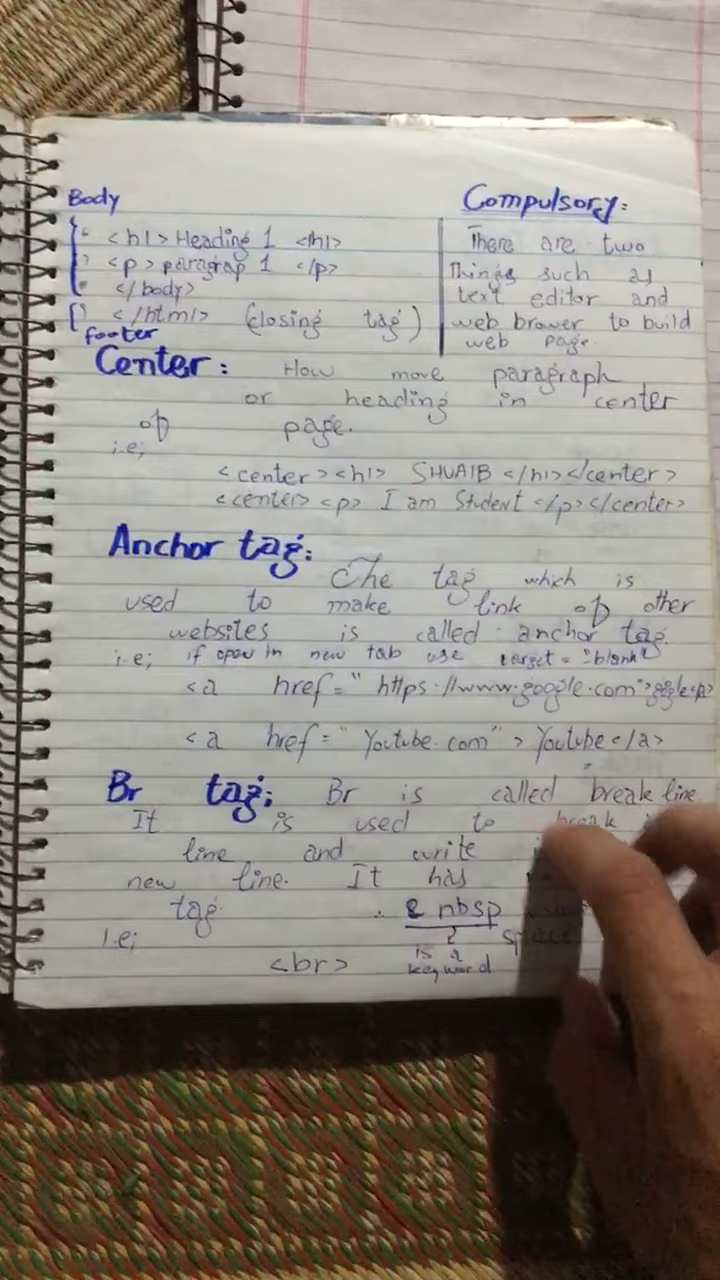 Body
<h1> Heading 1 </h1>
<p> paragrap 1 </p>
</body>
</html> (closing tag)
footer
Compulsory:
There are two
Things such as
text editor and
web brower to build
web page.
Center: How move paragraph
or heading in center
of page.
i.e;
<center><h1> SHUAIB </h1></center>
<center> <p> I am Student </p></center>
Anchor tag:
The tag which is
used to make link of other
websites is called anchor tag.
i.e; if open in new tab use target = "blank"
<a href=" https://www.google.com">
<a href=" Youtube.com" > Youtube </a>
Br tag: Br is called break line.
It is used to break
line and write
new line. It has
tag. & nbsp
i.e; space
is a
<br> keyword